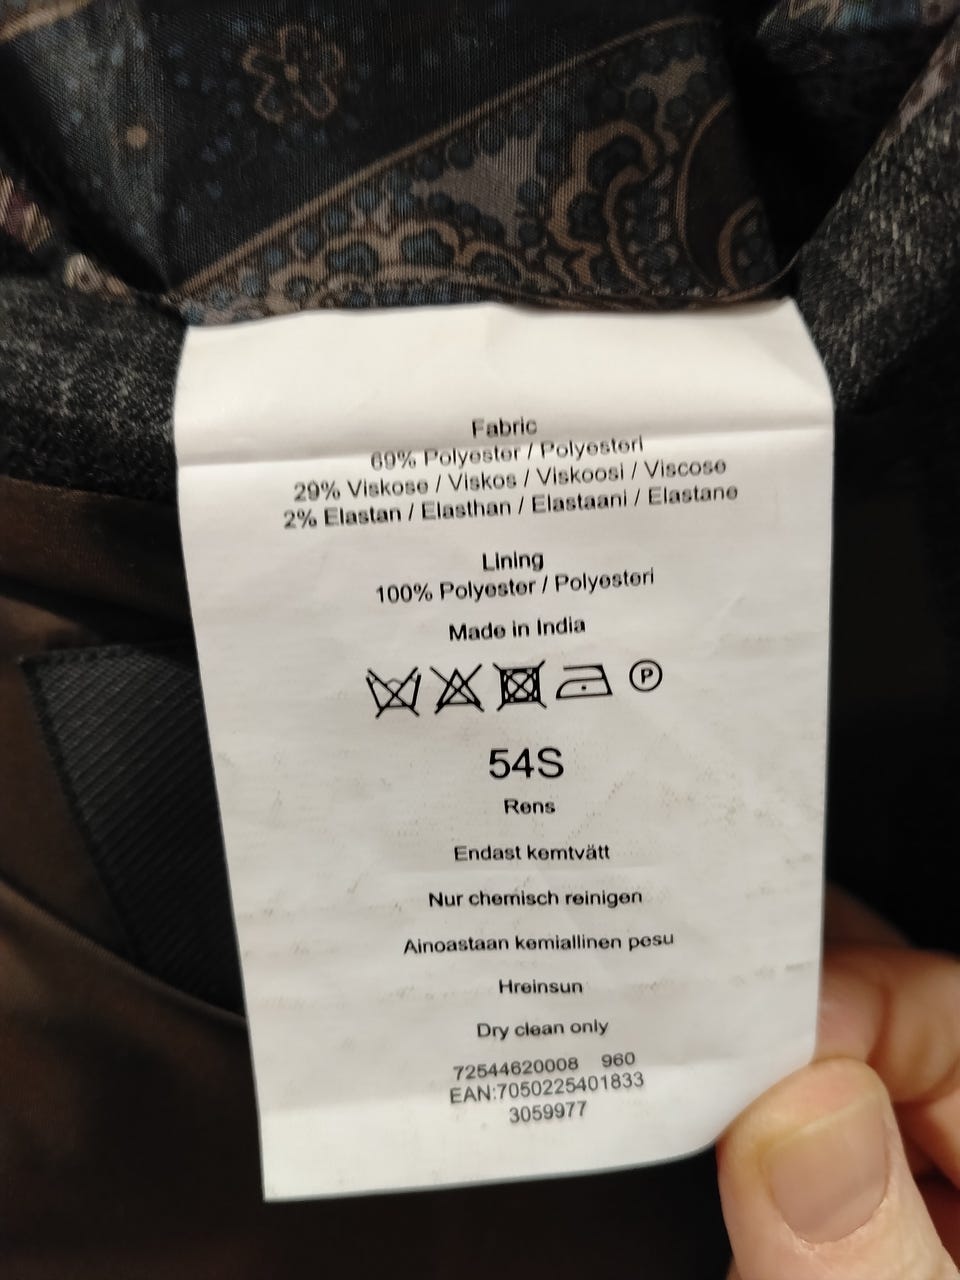 Fabric
69% Polyester / Polyesteri
29% Viskose / Viskos / Viskoosi / Viscose
2% Elastan / Elasthan / Elastaani / Elastane
Lining
100% Polyester / Polyesteri
Made in India
P
54S
Rens
Endast kemtvätt
Nur chemisch reinigen
Ainoastaan kemiallinen pesu
Hreinsun
Dry clean only
72544620008 960
EAN:7050225401833
3059977